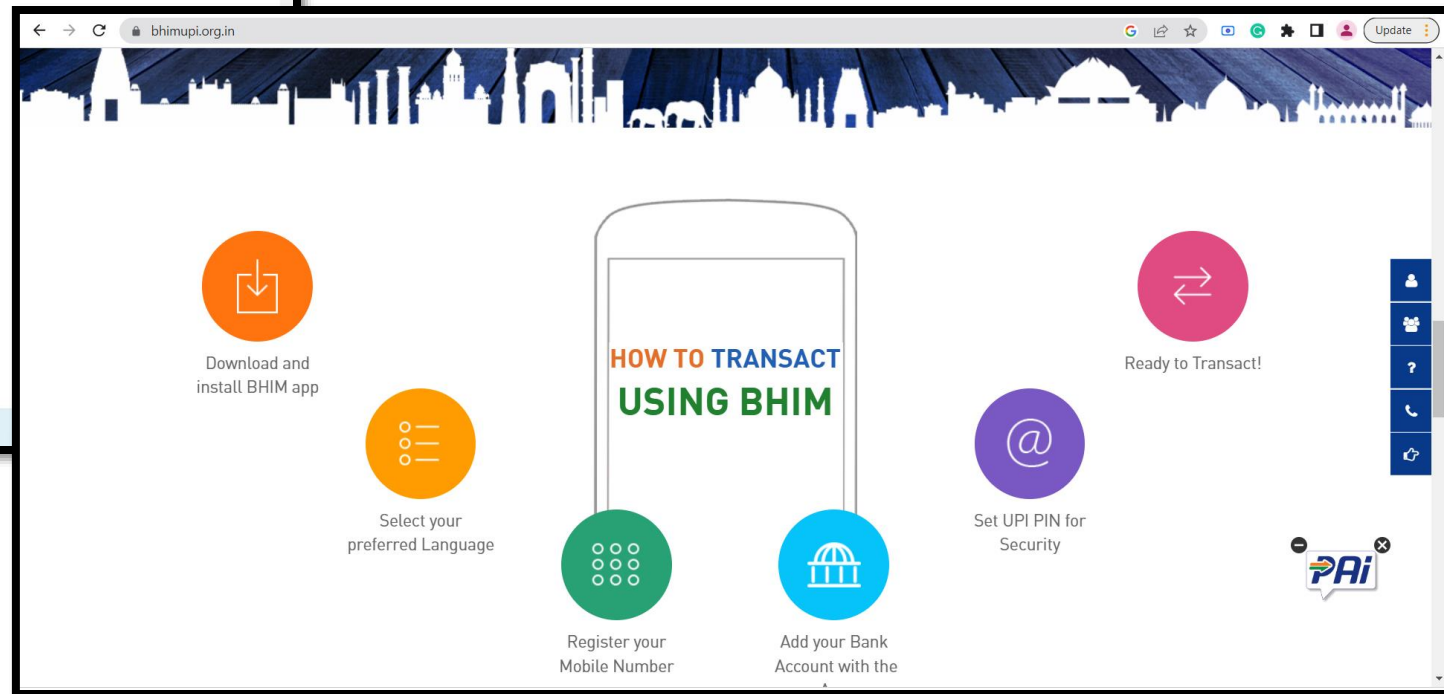 bhimupi.org.in
Update
HOW TO TRANSACT
USING BHIM
Download and
install BHIM app
Select your
preferred Language
Register your
Mobile Number
Add your Bank
Account with the
Set UPI PIN for
Security
Ready to Transact!
?
@
PAi